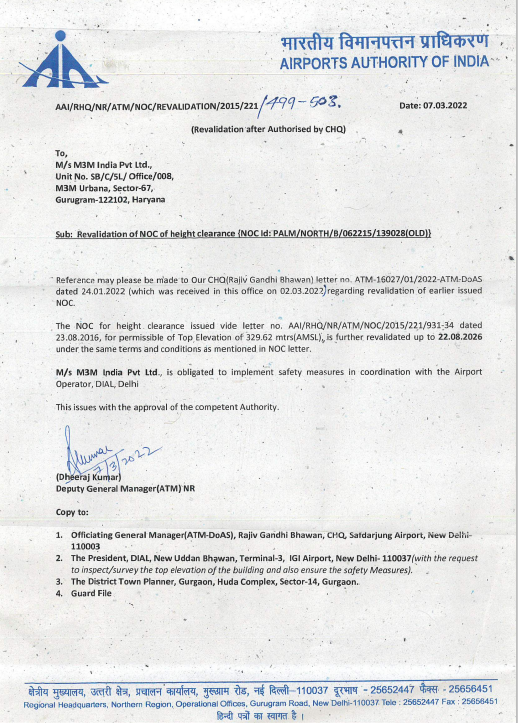 भारतीय विमानपत्तन प्राधिकरण
AIRPORTS AUTHORITY OF INDIA
AAI/RHQ/NR/ATM/NOC/REVALIDATION/2015/221/499-503.
Date: 07.03.2022
(Revalidation after Authorised by CHQ)
To,
M/s M3M India Pvt Ltd.,
Unit No. SB/C/5L/ Office/008,
M3M Urbana, Sector-67,
Gurugram-122102, Haryana
Sub: Revalidation of NOC of height clearance {NOC Id: PALM/NORTH/B/062215/139028(OLD)}
Reference may please be made to Our CHQ(Rajiv Gandhi Bhawan) letter no. ATM-16027/01/2022-ATM-DoAS
dated 24.01.2022 (which was received in this office on 02.03.2022)regarding revalidation of earlier issued
NOC.
The NOC for height clearance issued vide letter no. AAI/RHQ/NR/ATM/NOC/2015/221/931-34 dated
23.08.2016, for permissible of Top Elevation of 329.62 mtrs(AMSL), is further revalidated up to 22.08.2026
under the same terms and conditions as mentioned in NOC letter.
M/s M3M India Pvt Ltd., is obligated to implement safety measures in coordination with the Airport
Operator, DIAL, Delhi
This issues with the approval of the competent Authority.
7/3/2022
(Dheeraj Kumar)
Deputy General Manager(ATM) NR
Copy to:
1. Officiating General Manager(ATM-DoAS), Rajiv Gandhi Bhawan, CHQ, Safdarjung Airport, New Delhi-
110003
2. The President, DIAL, New Uddan Bhawan, Terminal-3, IGI Airport, New Delhi- 110037(with the request
to inspect/survey the top elevation of the building and also ensure the safety Measures).
3. The District Town Planner, Gurgaon, Huda Complex, Sector-14, Gurgaon.
4. Guard File
क्षेत्रीय मुख्यालय, उत्तरी क्षेत्र, प्रचालन कार्यालय, गुरूग्राम रोड, नई दिल्ली–110037 दूरभाष - 25652447 फैक्स - 25656451
Regional Headquarters, Northern Region, Operational Offices, Gurugram Road, New Delhi-110037 Tele : 25652447 Fax : 25656451
हिन्दी पत्रों का स्वागत है ।